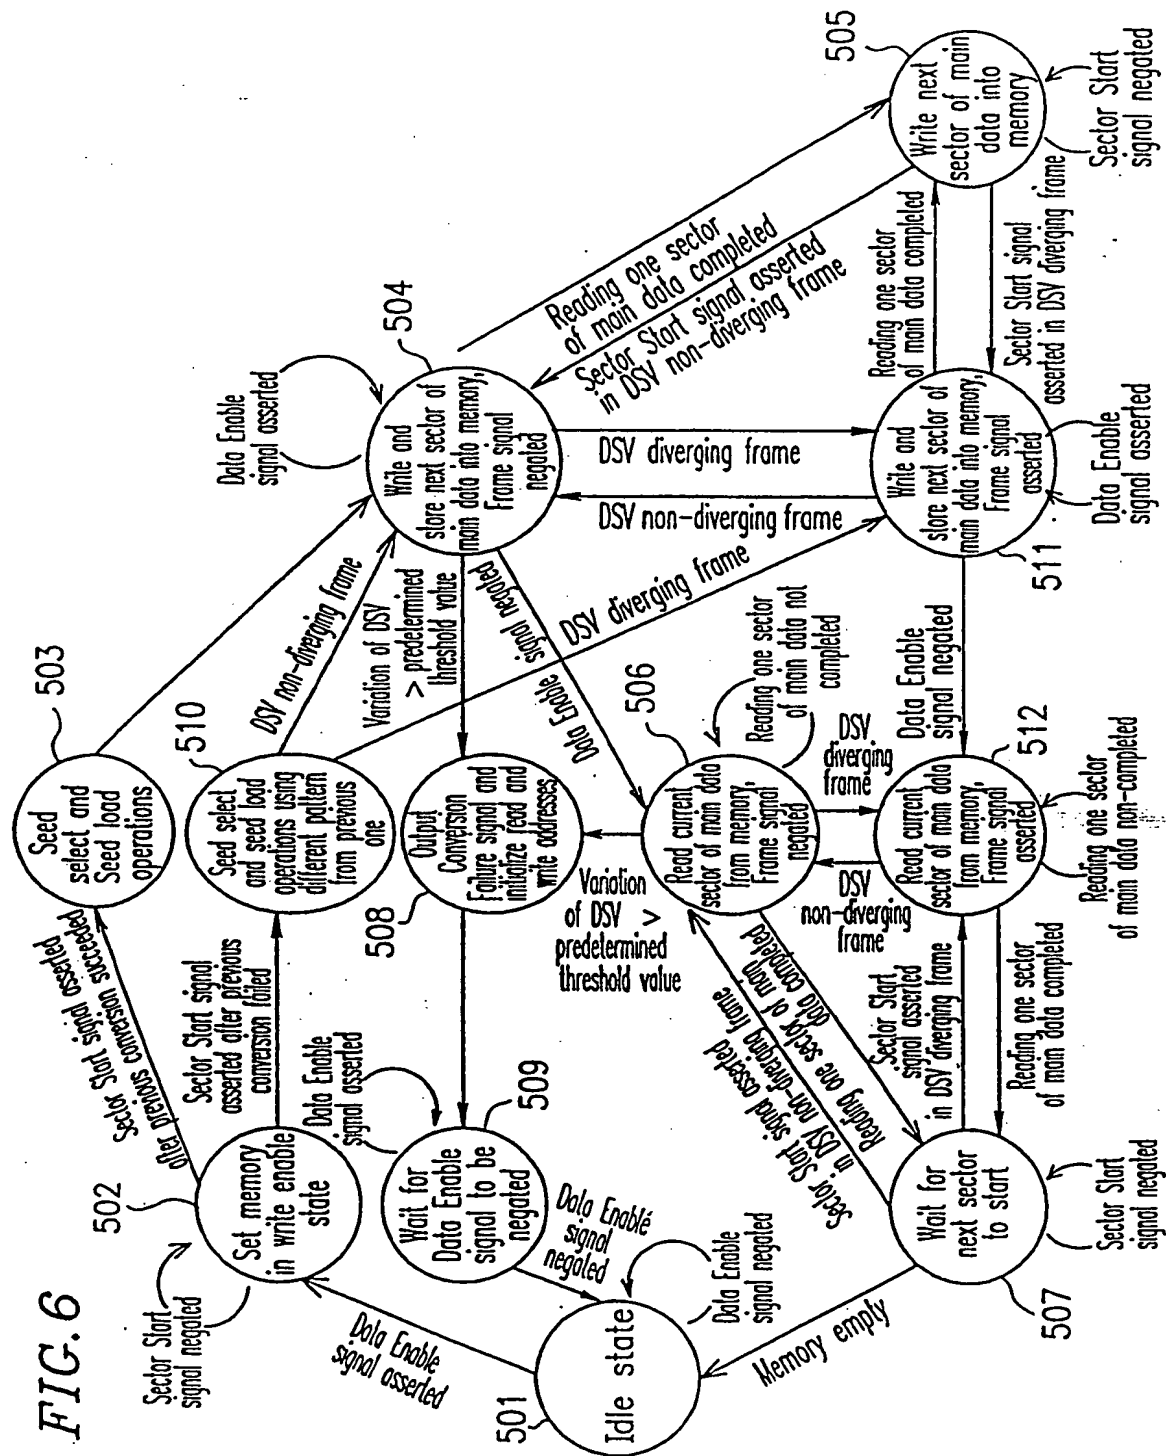 FIG.6
502
Sector Start
signal negated
Set memory
in write enable
state
Sector Start signal asserted
after previous conversion succeeded
503
Seed
select and
Seed load
operations
Sector Start signal
asserted after previous
conversion failed
510
Seed select
and seed load
operations using
different pattern
from previous
one
DSV non-diverging frame
Data Enable
signal asserted
504
Write and
store next sector of
main data into memory,
Frame signal
negated
Reading one sector
of main data completed
Sector Start signal asserted
in DSV non-diverging frame
505
Write next
sector of main
data into
memory
Sector Start
signal negated
Data Enable
signal asserted
509
Wait for
Data Enable
signal to be
negated
508
Output
Conversion
Failure signal and
initialize read and
write addresses
Variation of DSV
> predetermined
threshold value
Data Enable signal negated
DSV diverging frame
DSV diverging frame
DSV non-diverging frame
Reading one sector
of main data completed
Sector Start signal
asserted in DSV diverging frame
Data Enable
signal asserted
501
Idle state
Data Enable
signal negated
Data Enable
signal
negated
Data Enable
signal negated
Variation
of DSV >
predetermined
threshold value
506
Read current
sector of main data
from memory,
Frame signal
negated
Reading one sector
of main data not
completed
511
Write and
store next sector of
main data into memory,
Frame signal
asserted
Data Enable
signal asserted
Sector Start signal asserted
in DSV non-diverging frame
Reading one sector of main
data completed
DSV
diverging
frame
DSV
non-diverging
frame
512
Read current
sector of main data
from memory,
Frame signal
asserted
Reading one sector
of main data non-completed
Memory empty
507
Wait for
next sector
to start
Sector Start
signal negated
Sector Start
signal asserted
in DSV diverging frame
Reading one sector
of main data completed